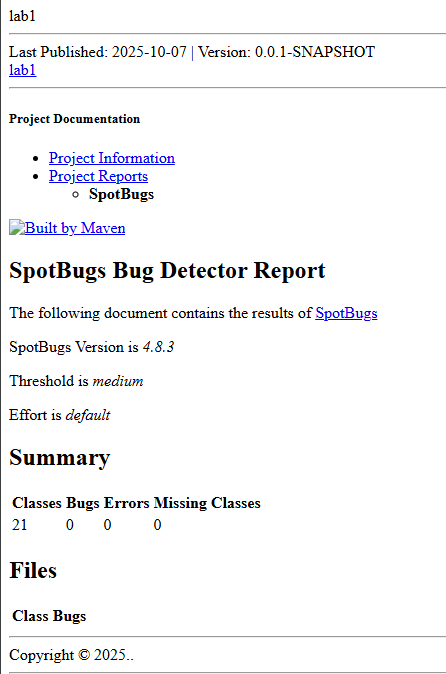 lab1
Last Published: 2025-10-07 | Version: 0.0.1-SNAPSHOT
lab1
Project Documentation
Project Information
Project Reports
SpotBugs
Built by Maven
SpotBugs Bug Detector Report
The following document contains the results of SpotBugs
SpotBugs Version is 4.8.3
Threshold is medium
Effort is default
Summary
Classes Bugs Errors Missing Classes
21 0 0 0
Files
Class Bugs
Copyright © 2025..